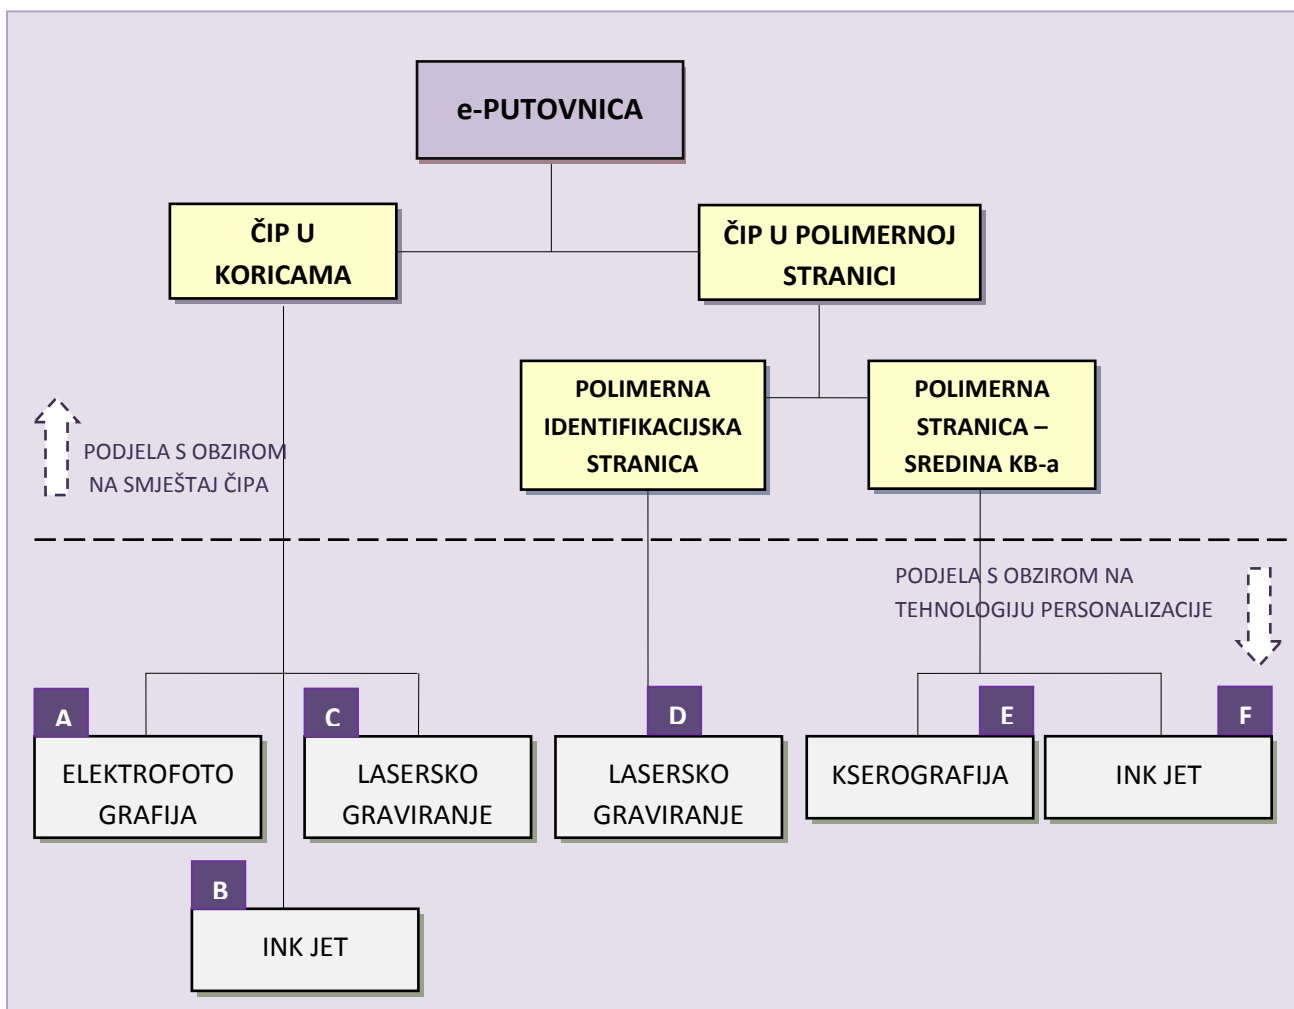 e-PUTOVNICA
ČIP U
KORICAMA
ČIP U POLIMERNOJ
STRANICI
POLIMERNA
IDENTIFIKACIJSKA
STRANICA
POLIMERNA
STRANICA –
SREDINA KB-a
PODJELA S OBZIROM
NA SMJEŠTAJ ČIPA
PODJELA S OBZIROM NA
TEHNOLOGIJU PERSONALIZACIJE
A
ELEKTROFOTO
GRAFIJA
C
LASERSKO
GRAVIRANJE
D
LASERSKO
GRAVIRANJE
E
KSEROGRAFIJA
F
INK JET
B
INK JET